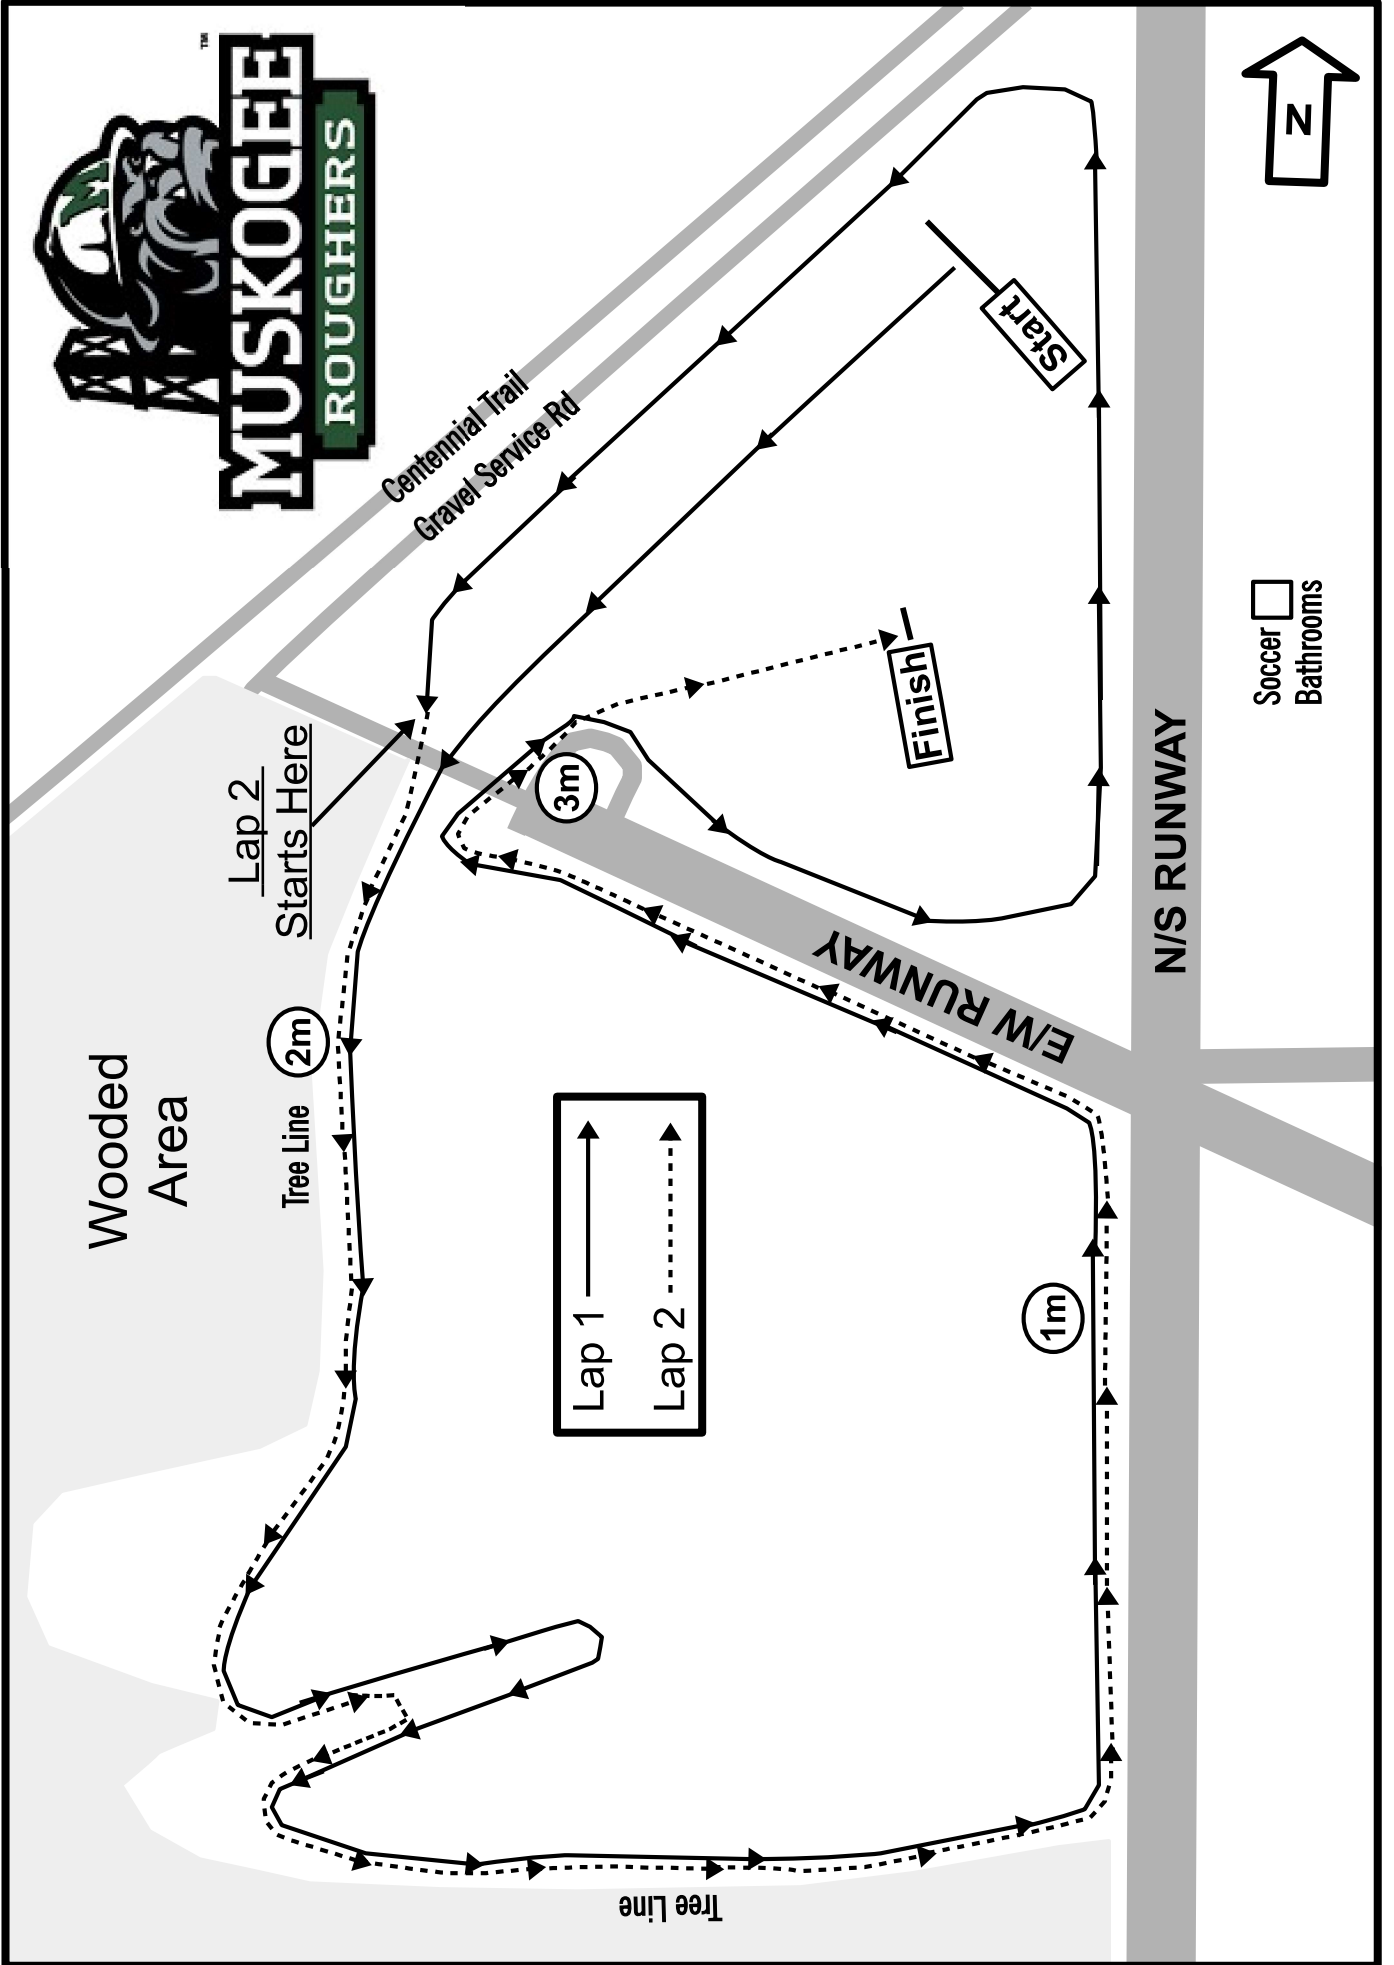 MUSKOGEE
ROUGHERS
TM
M
N
Centennial Trail
Gravel Service Rd
Start
Finish
Soccer
Bathrooms
Lap 2
Starts Here
3m
N/S RUNWAY
E/W RUNWAY
Wooded
Area
Tree Line
2m
Lap 1
Lap 2
1m
Tree Line